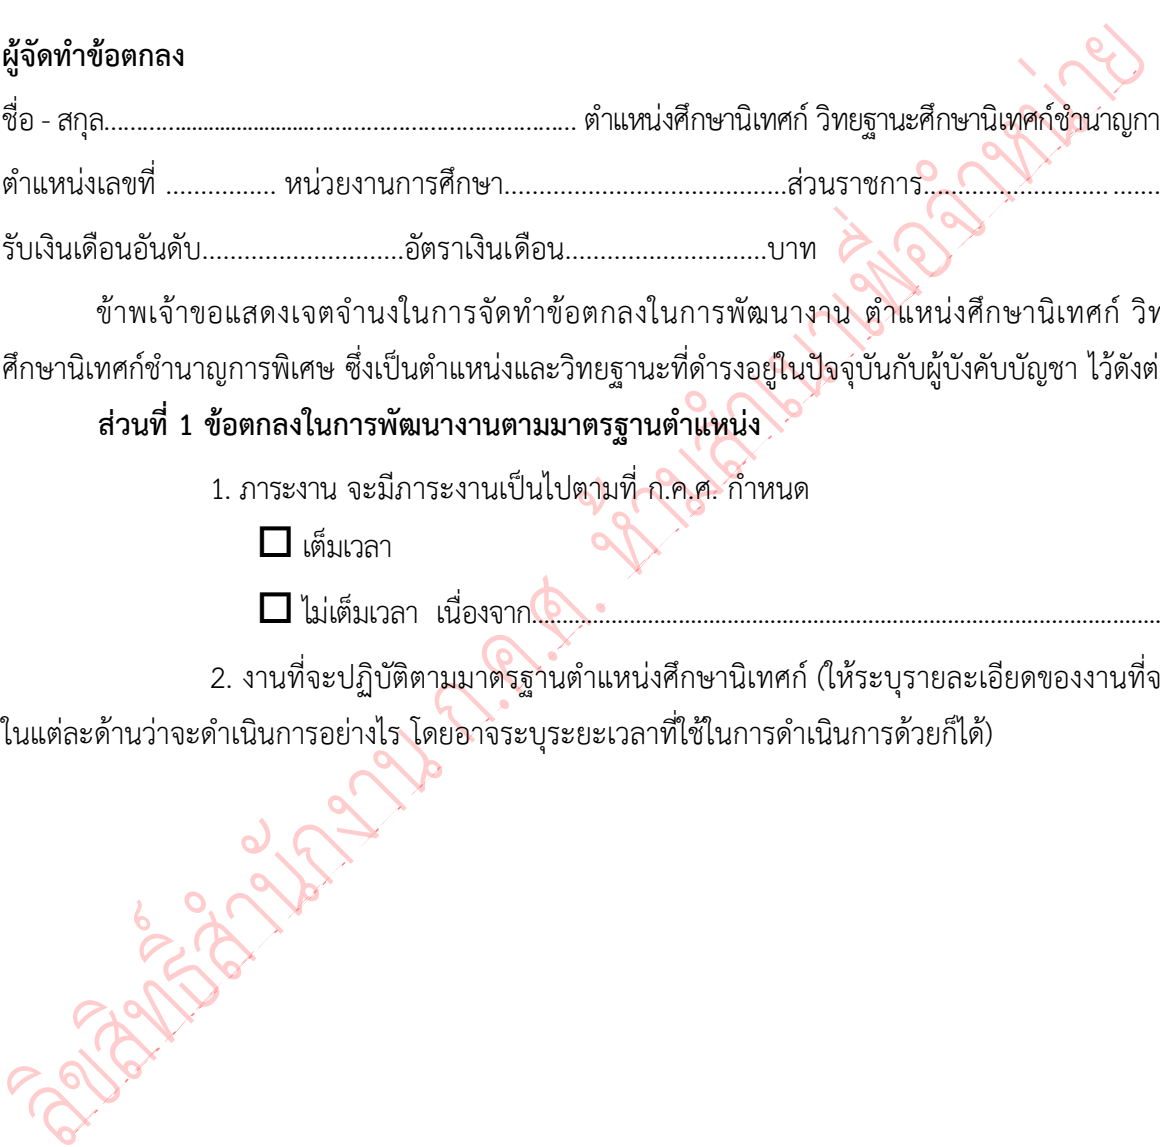 ผู้จัดทำข้อตกลง
ชื่อ - สกุล........................................................................ ตำแหน่งศึกษานิเทศก์ วิทยฐานะศึกษานิเทศก์ชำนาญกา
ตำแหน่งเลขที่ ................ หน่วยงานการศึกษา.........................................ส่วนราชการ........................... .......
รับเงินเดือนอันดับ.............................อัตราเงินเดือน.............................บาท
ข้าพเจ้าขอแสดงเจตจำนงในการจัดทำข้อตกลงในการพัฒนางาน ตำแหน่งศึกษานิเทศก์ วิท
ศึกษานิเทศก์ชำนาญการพิเศษ ซึ่งเป็นตำแหน่งและวิทยฐานะที่ดำรงอยู่ในปัจจุบันกับผู้บังคับบัญชา ไว้ดังต่
ส่วนที่ 1 ข้อตกลงในการพัฒนางานตามมาตรฐานตำแหน่ง
1. ภาระงาน จะมีภาระงานเป็นไปตามที่ ก.ค.ศ. กำหนด
☐ เต็มเวลา
☐ ไม่เต็มเวลา เนื่องจาก..............................................................................................
2. งานที่จะปฏิบัติตามมาตรฐานตำแหน่งศึกษานิเทศก์ (ให้ระบุรายละเอียดของงานที่จ
ในแต่ละด้านว่าจะดำเนินการอย่างไร โดยอาจระบุระยะเวลาที่ใช้ในการดำเนินการด้วยก็ได้)
ลิขสิทธิ์สำนักงาน ก.ค.ศ. ห้ามสำเนาเพื่อจำหน่าย